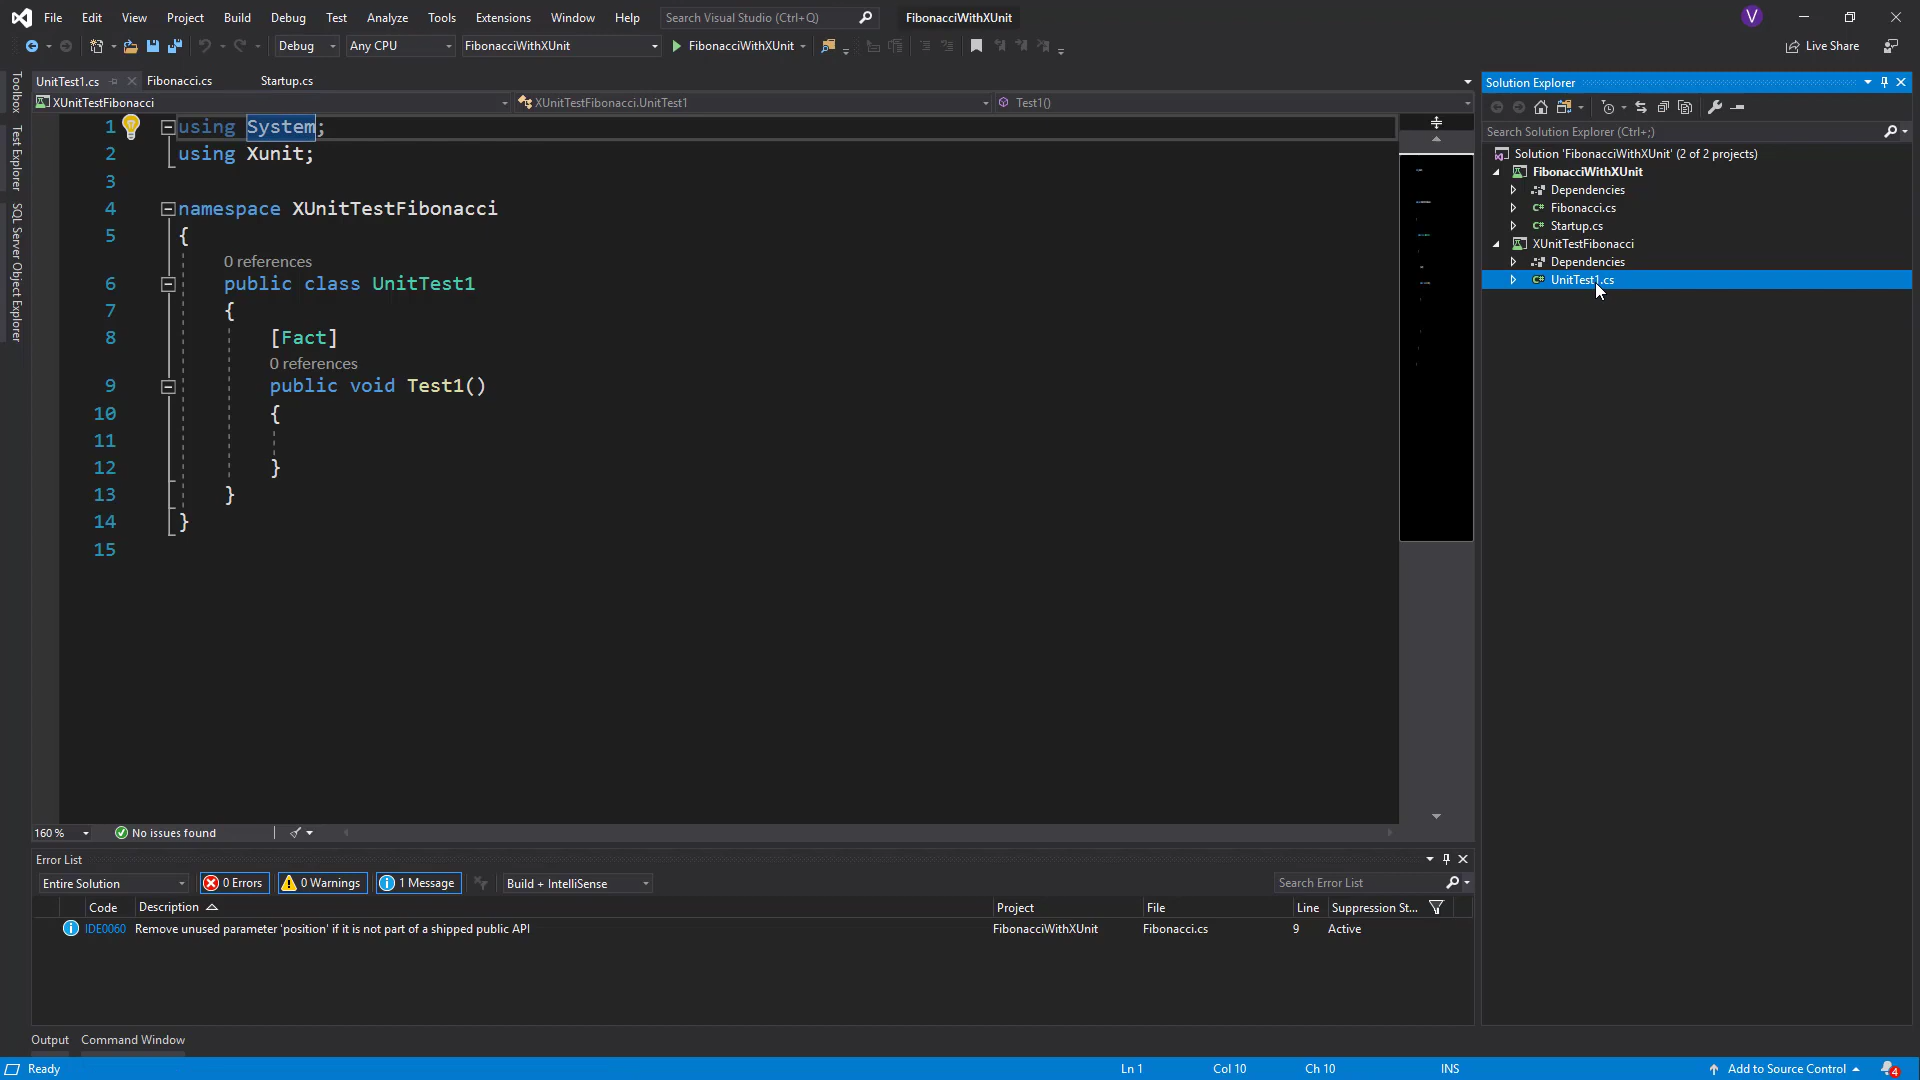 File Edit View Project Build Debug Test Analyze Tools Extensions Window Help Search Visual Studio (Ctrl+Q) FibonacciWithXUnit V
Debug Any CPU FibonacciWithXUnit FibonacciWithXUnit Live Share
UnitTest1.cs Fibonacci.cs Startup.cs
XUnitTestFibonacci XUnitTestFibonacci.UnitTest1 Test1()
1 using System;
2 using Xunit;
3
4 namespace XUnitTestFibonacci
5 {
0 references
6 public class UnitTest1
7 {
8 [Fact]
0 references
9 public void Test1()
10 {
11
12 }
13 }
14 }
15
160 % No issues found
Toolbox
Test Explorer
SQL Server Object Explorer
Solution Explorer
Search Solution Explorer (Ctrl+;)
Solution 'FibonacciWithXUnit' (2 of 2 projects)
FibonacciWithXUnit
Dependencies
C# Fibonacci.cs
C# Startup.cs
XUnitTestFibonacci
Dependencies
C# UnitTest1.cs
Error List
Entire Solution 0 Errors 0 Warnings 1 Message Build + IntelliSense Search Error List
Code Description Project File Line Suppression St...
IDE0060 Remove unused parameter 'position' if it is not part of a shipped public API FibonacciWithXUnit Fibonacci.cs 9 Active
Output Command Window
Ready Ln 1 Col 10 Ch 10 INS Add to Source Control 4